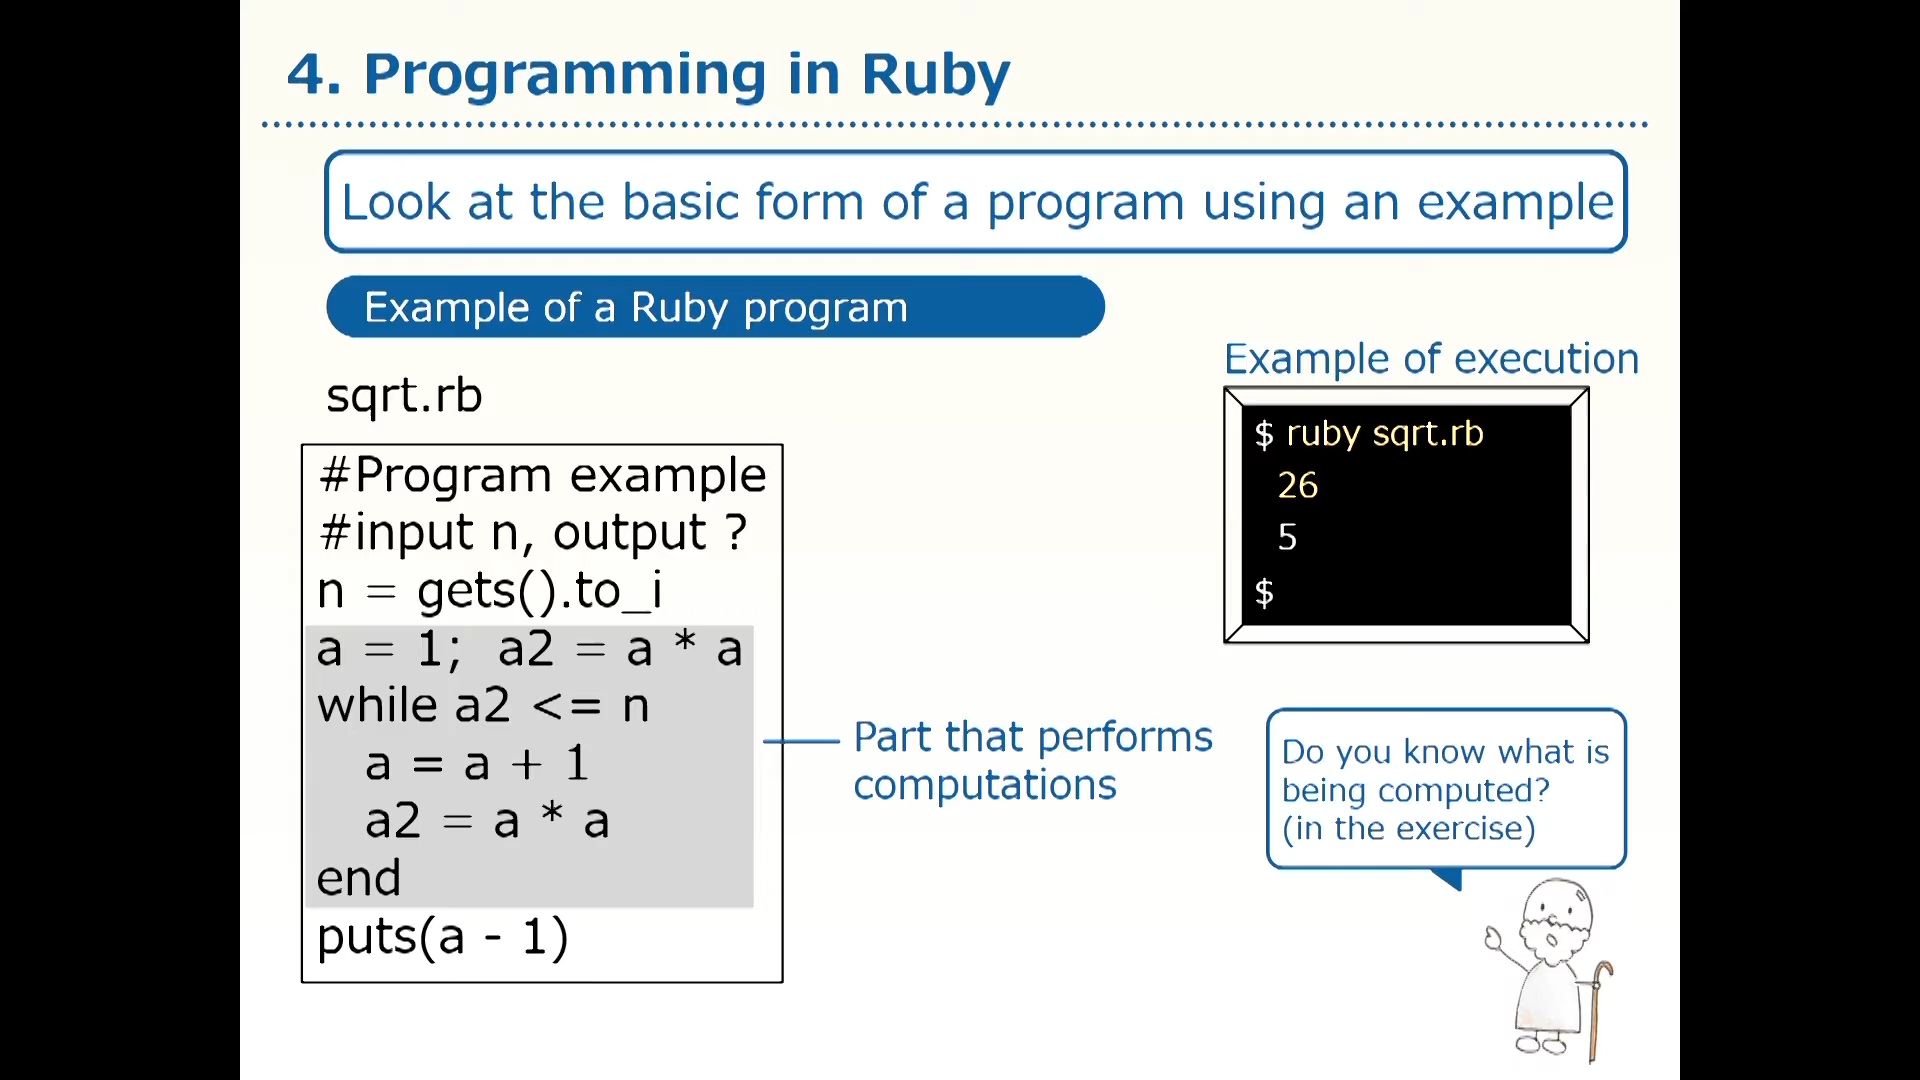 4. Programming in Ruby
Look at the basic form of a program using an example
Example of a Ruby program
sqrt.rb
#Program example
#input n, output ?
n = gets().to_i
a = 1;  a2 = a * a
while a2 <= n
a = a + 1
a2 = a * a
end
puts(a - 1)
Part that performs
computations
Example of execution
$ ruby sqrt.rb
26
5
$
Do you know what is
being computed?
(in the exercise)